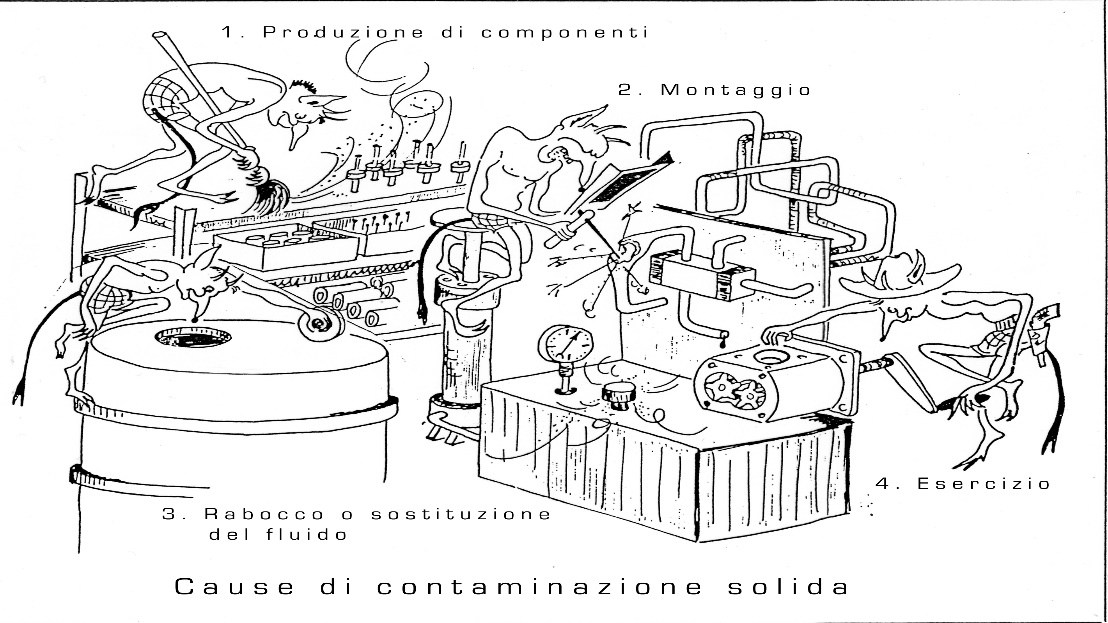 1. Produzione di componenti
2. Montaggio
4. Esercizio
3. Rabocco o sostituzione
del fluido
Cause di contaminazione solida